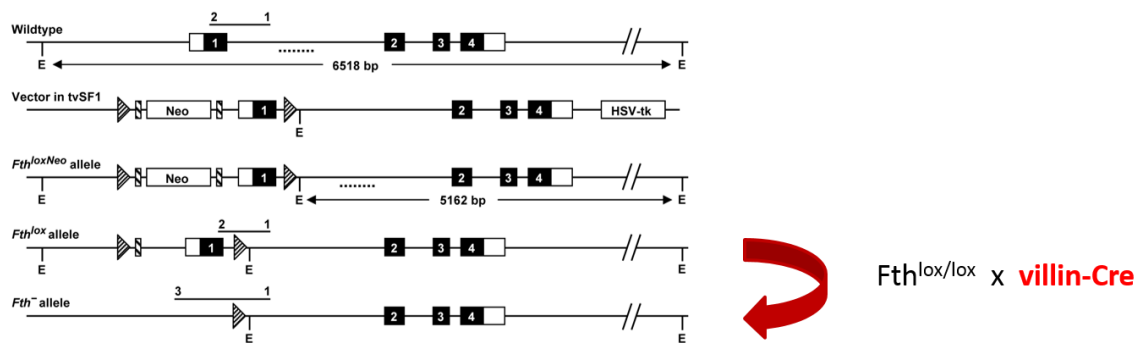 2 1
Wildtype
1 2 3 4
E E
6518 bp
Vector in tvSF1
Neo 1 2 3 4 HSV-tk
E
Fth^loxNeo allele
Neo 1 2 3 4
E E E
5162 bp
2 1
Fth^lox allele
1 2 3 4
E E E
3 1
Fth^– allele
2 3 4
E E
Fth^lox/lox x villin-Cre